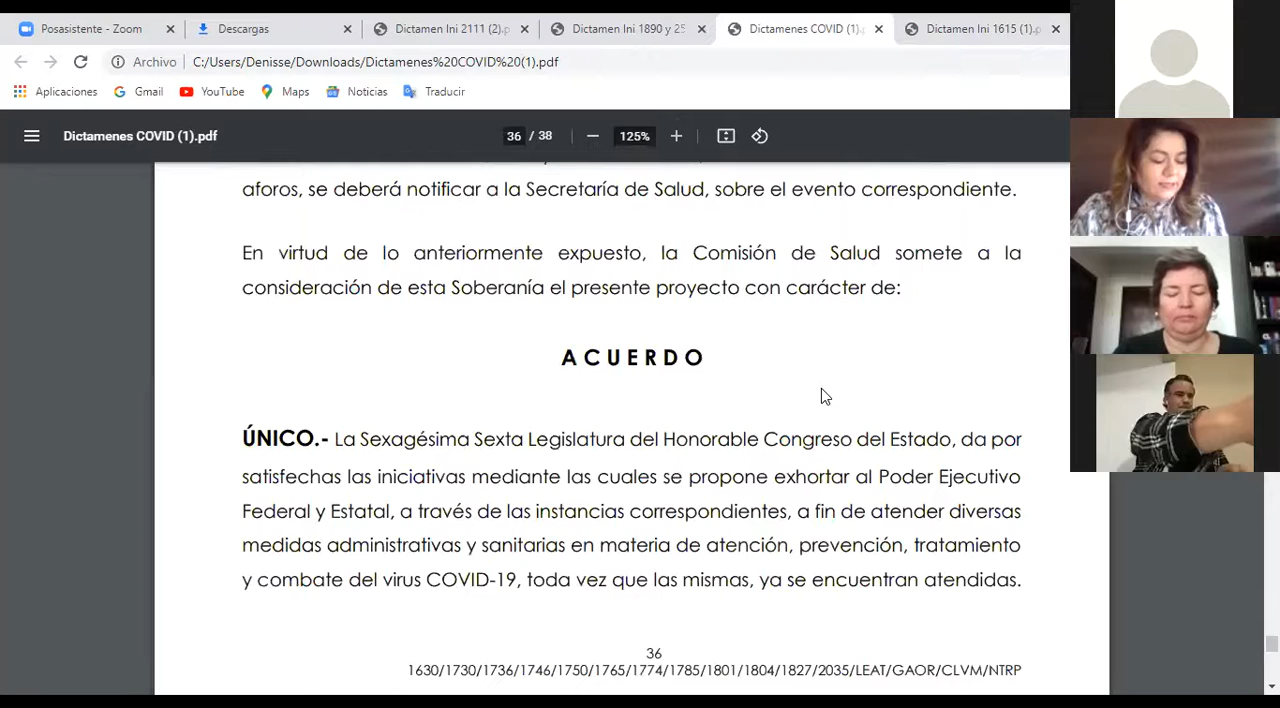 Posasistente - Zoom
Descargas
Dictamen Ini 2111 (2).p
Dictamen Ini 1890 y 25
Dictamenes COVID (1).p
Dictamen Ini 1615 (1).p
Archivo | C:/Users/Denisse/Downloads/Dictamenes%20COVID%20(1).pdf
Aplicaciones Gmail YouTube Maps Noticias Traducir
Dictamenes COVID (1).pdf 36 / 38 — 125% +
aforos, se deberá notificar a la Secretaría de Salud, sobre el evento correspondiente.
En virtud de lo anteriormente expuesto, la Comisión de Salud somete a la
consideración de esta Soberanía el presente proyecto con carácter de:
A C U E R D O
ÚNICO.- La Sexagésima Sexta Legislatura del Honorable Congreso del Estado, da por
satisfechas las iniciativas mediante las cuales se propone exhortar al Poder Ejecutivo
Federal y Estatal, a través de las instancias correspondientes, a fin de atender diversas
medidas administrativas y sanitarias en materia de atención, prevención, tratamiento
y combate del virus COVID-19, toda vez que las mismas, ya se encuentran atendidas.
36
1630/1730/1736/1746/1750/1765/1774/1785/1801/1804/1827/2035/LEAT/GAOR/CLVM/NTRP